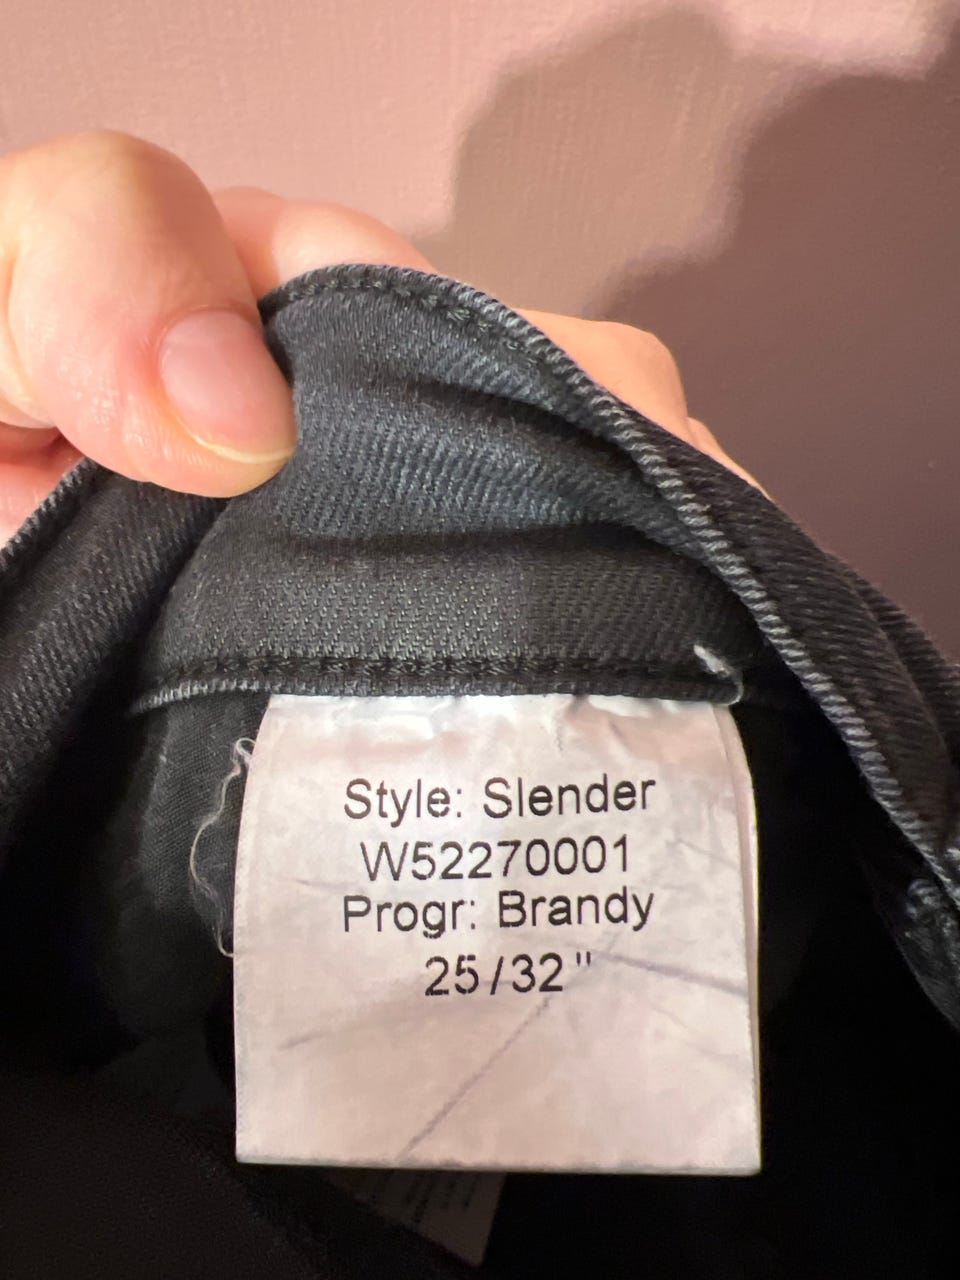 Style: Slender
W52270001
Progr: Brandy
25/32"